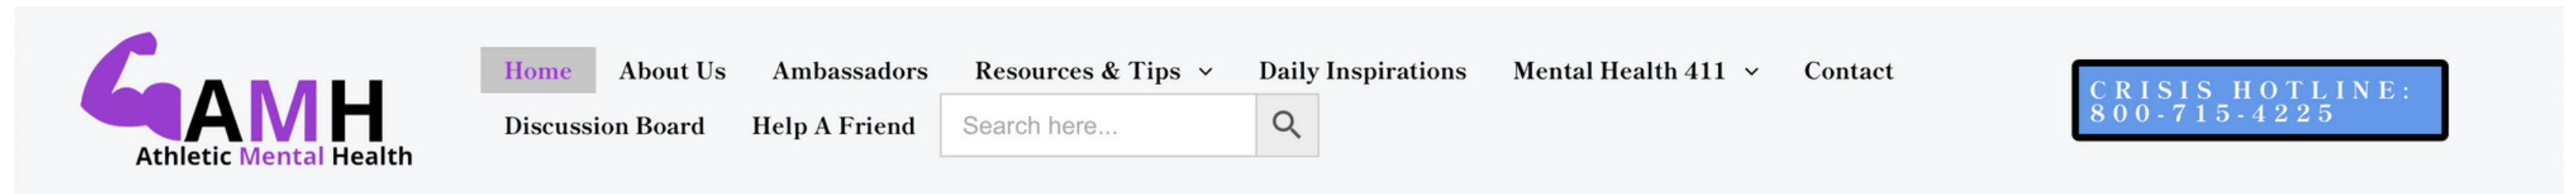 AMH
Athletic Mental Health
Home About Us Ambassadors Resources & Tips Daily Inspirations Mental Health 411 Contact
Discussion Board Help A Friend Search here...
CRISIS HOTLINE:
800-715-4225